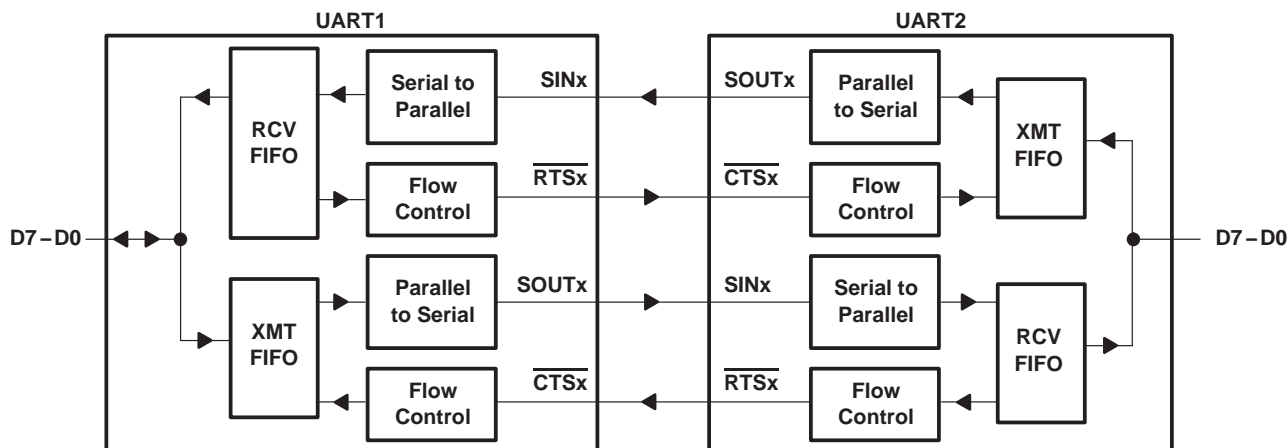 UART1
UART2
Serial to
Parallel
SINx
SOUTx
Parallel
to Serial
RCV
FIFO
XMT
FIFO
Flow
Control
RTSx
CTSx
Flow
Control
D7–D0
D7–D0
Parallel
to Serial
SOUTx
SINx
Serial to
Parallel
XMT
FIFO
RCV
FIFO
Flow
Control
CTSx
RTSx
Flow
Control